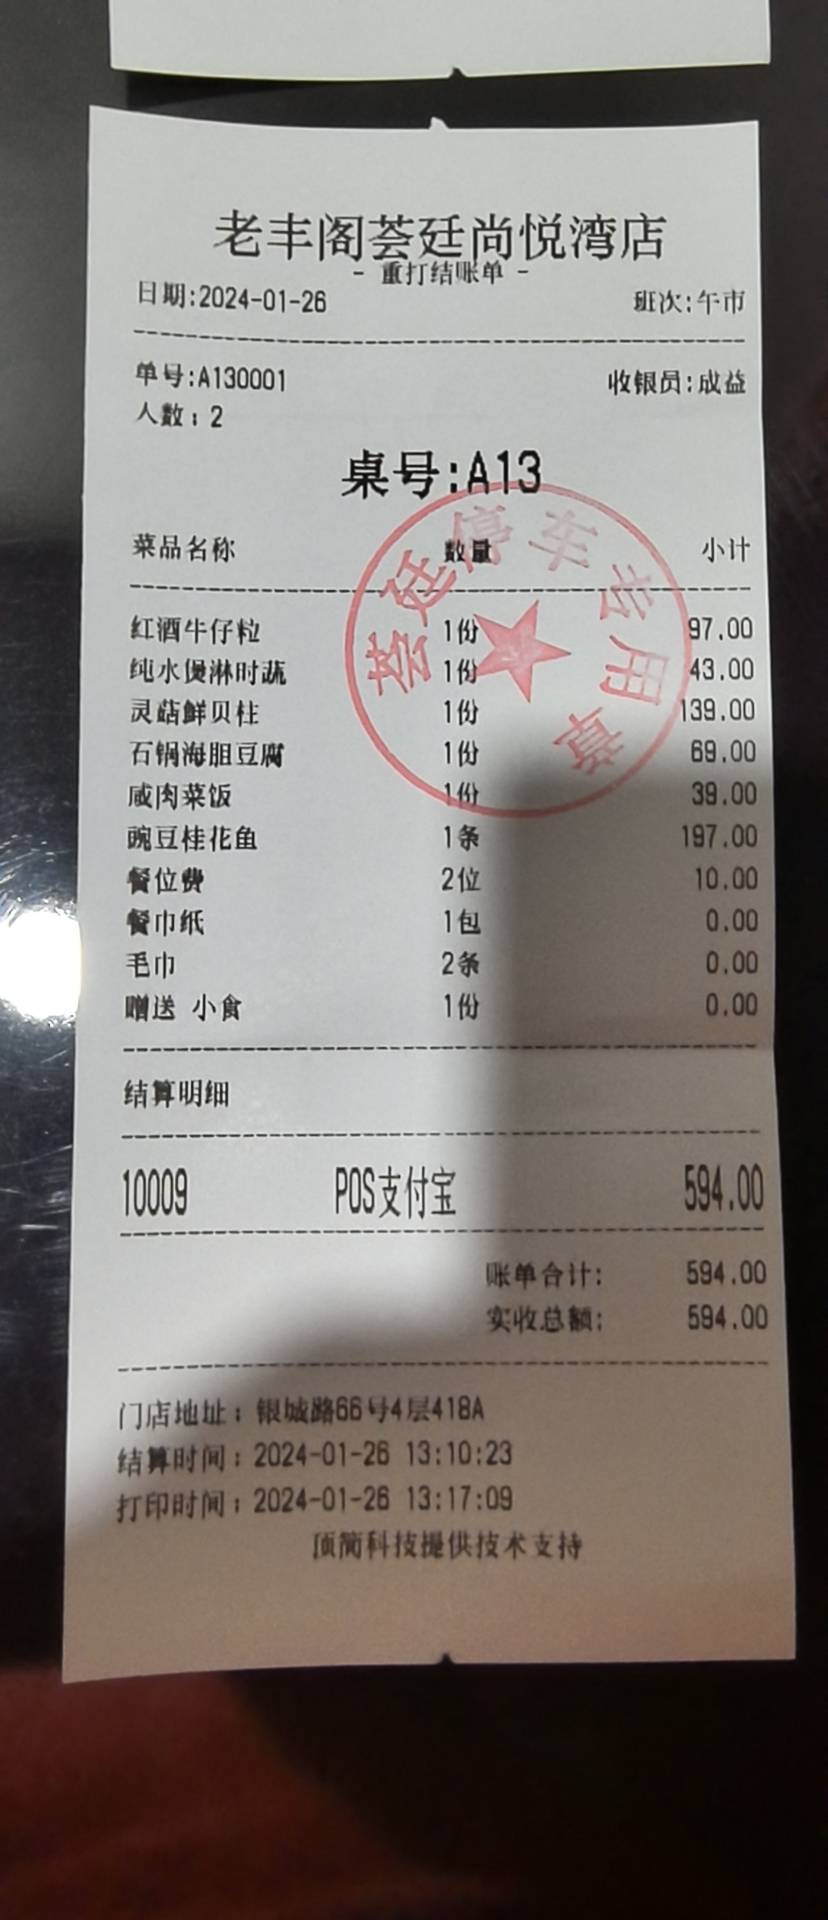 老丰阁荟廷尚悦湾店
- 重打结账单 -
日期:2024-01-26 班次:午市
单号:A130001 收银员:成益
人数：2
桌号:A13
菜品名称 数量 小计
红酒牛仔粒 1份 97.00
纯水煲淋时蔬 1份 43.00
灵菇鲜贝柱 1份 139.00
石锅海胆豆腐 1份 69.00
咸肉菜饭 1份 39.00
豌豆桂花鱼 1条 197.00
餐位费 2位 10.00
餐巾纸 1包 0.00
毛巾 2条 0.00
赠送 小食 1份 0.00
荟廷停车专用章
结算明细
10009 POS支付宝 594.00
账单合计: 594.00
实收总额: 594.00
门店地址：银城路66号4层418A
结算时间：2024-01-26 13:10:23
打印时间：2024-01-26 13:17:09
顶简科技提供技术支持